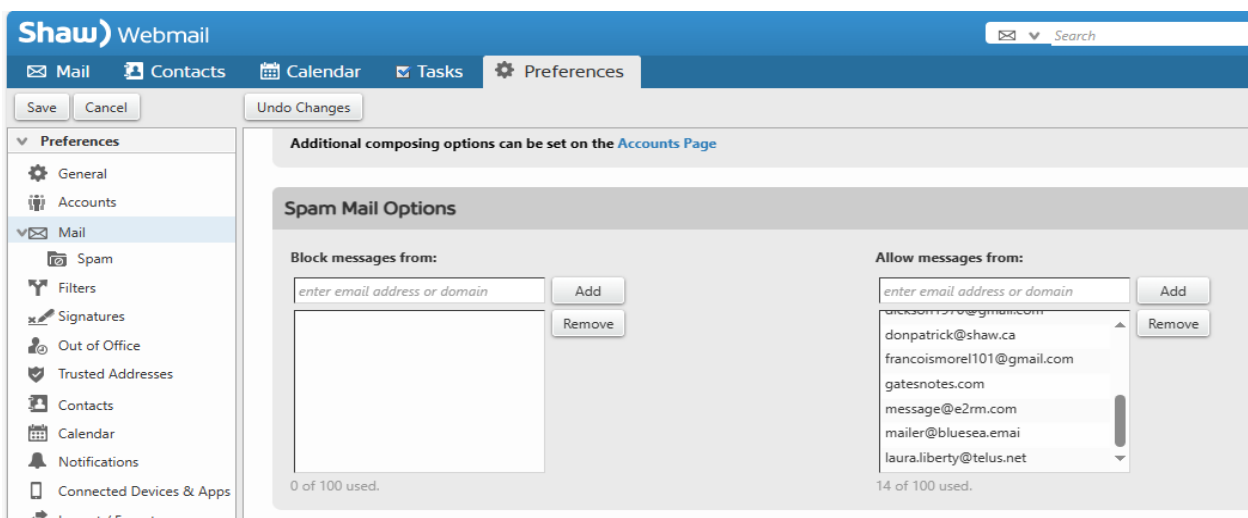 Shaw) Webmail
Search
Mail Contacts Calendar Tasks Preferences
Save Cancel Undo Changes
Preferences
General
Accounts
Mail
Spam
Filters
Signatures
Out of Office
Trusted Addresses
Contacts
Calendar
Notifications
Connected Devices & Apps
Additional composing options can be set on the Accounts Page
Spam Mail Options
Block messages from:
enter email address or domain Add
Remove
0 of 100 used.
Allow messages from:
enter email address or domain Add
Remove
donpatrick@shaw.ca
francoismorel101@gmail.com
gatesnotes.com
message@e2rm.com
mailer@bluesea.emai
laura.liberty@telus.net
14 of 100 used.